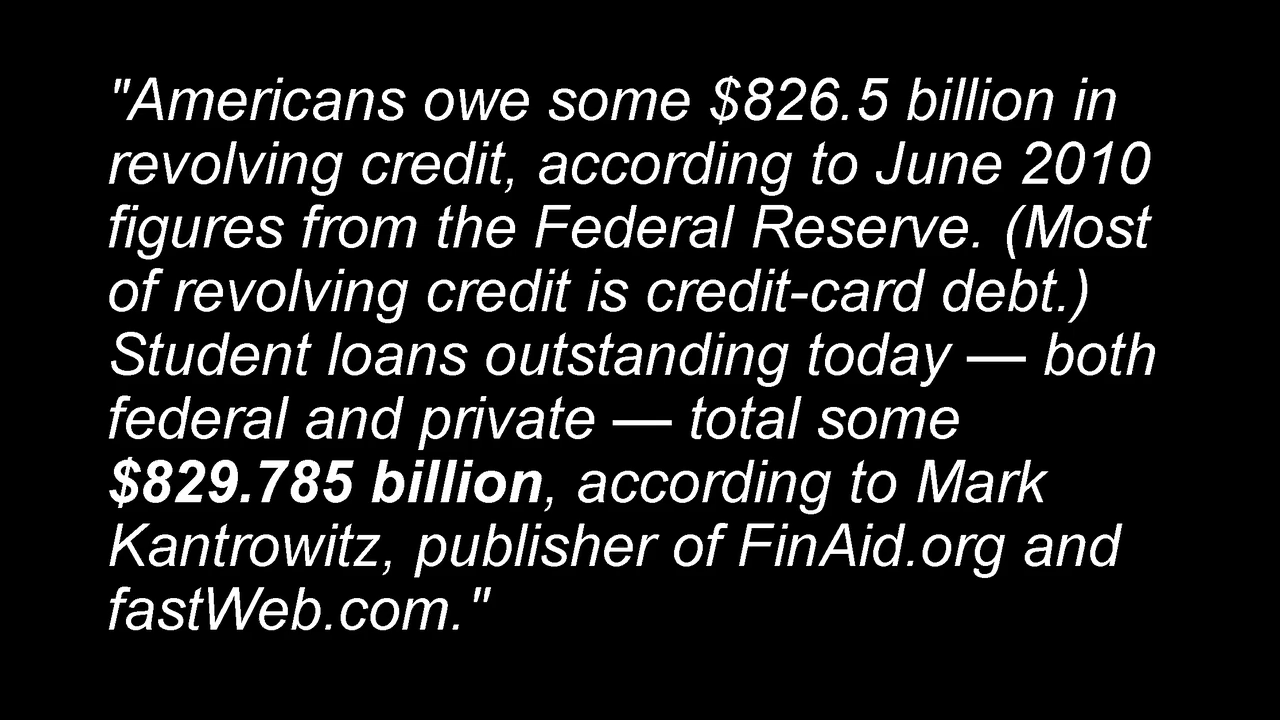 "Americans owe some $826.5 billion in
revolving credit, according to June 2010
figures from the Federal Reserve. (Most
of revolving credit is credit-card debt.)
Student loans outstanding today — both
federal and private — total some
$829.785 billion, according to Mark
Kantrowitz, publisher of FinAid.org and
fastWeb.com."